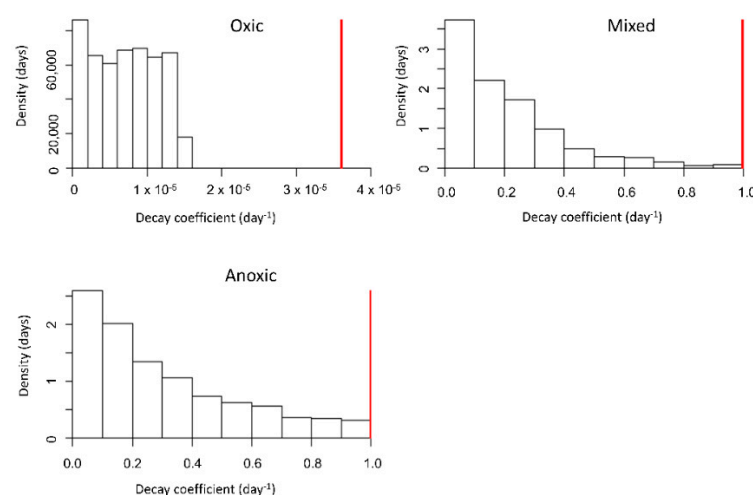 Oxic
Density (days)
60,000
20,000
0
0
1 x 10⁻⁵
2 x 10⁻⁵
3 x 10⁻⁵
4 x 10⁻⁵
Decay coefficient (day⁻¹)
Mixed
Density (days)
3
2
1
0
0.0
0.2
0.4
0.6
0.8
1.0
Decay coefficient (day⁻¹)
Anoxic
Density (days)
2
1
0
0.0
0.2
0.4
0.6
0.8
1.0
Decay coefficient (day⁻¹)